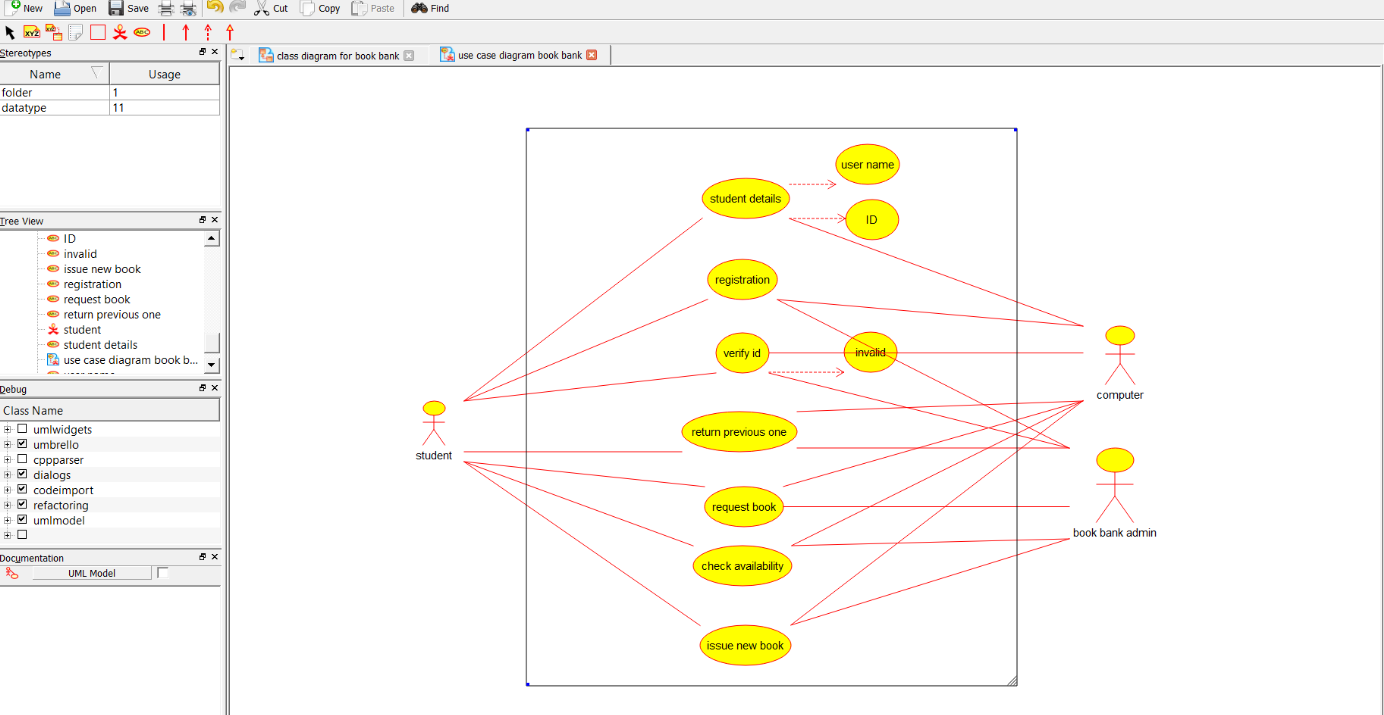 New Open Save Cut Copy Paste Find
Stereotypes
Name Usage
folder 1
datatype 11
Tree View
ID
invalid
issue new book
registration
request book
return previous one
student
student details
use case diagram book b...
Debug
Class Name
umlwidgets
umbrello
cppparser
dialogs
codeimport
refactoring
umlmodel
Documentation
UML Model
class diagram for book bank
use case diagram book bank
user name
student details
ID
registration
verify id
invalid
computer
return previous one
student
request book
book bank admin
check availability
issue new book